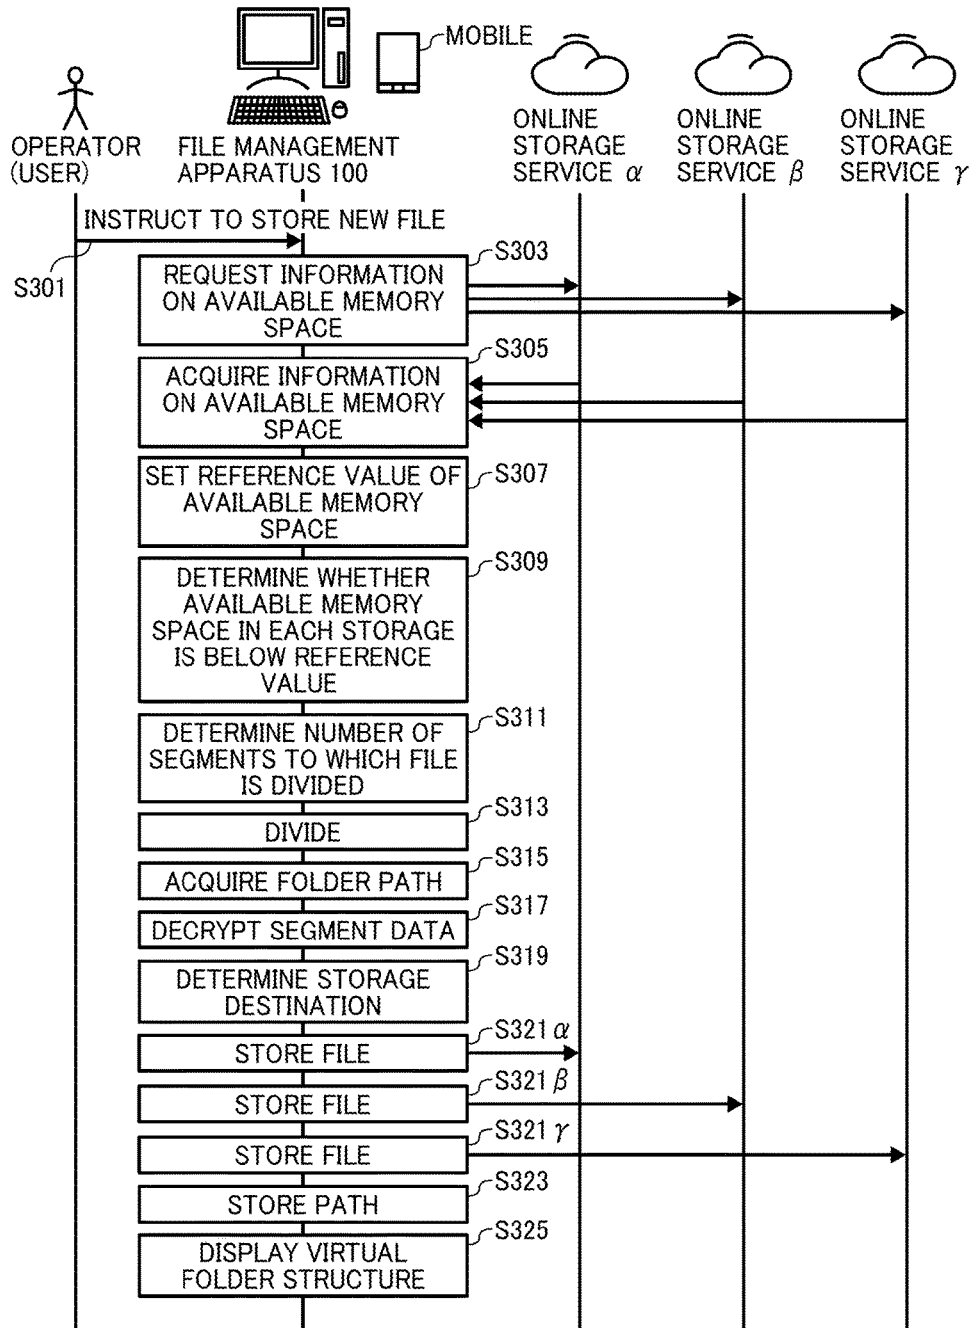 MOBILE
OPERATOR
(USER)
FILE MANAGEMENT
APPARATUS 100
ONLINE
STORAGE
SERVICE α
ONLINE
STORAGE
SERVICE β
ONLINE
STORAGE
SERVICE γ
INSTRUCT TO STORE NEW FILE
S301
S303
REQUEST INFORMATION
ON AVAILABLE MEMORY
SPACE
S305
ACQUIRE INFORMATION
ON AVAILABLE MEMORY
SPACE
S307
SET REFERENCE VALUE OF
AVAILABLE MEMORY
SPACE
S309
DETERMINE WHETHER
AVAILABLE MEMORY
SPACE IN EACH STORAGE
IS BELOW REFERENCE
VALUE
S311
DETERMINE NUMBER OF
SEGMENTS TO WHICH FILE
IS DIVIDED
S313
DIVIDE
S315
ACQUIRE FOLDER PATH
S317
DECRYPT SEGMENT DATA
S319
DETERMINE STORAGE
DESTINATION
S321α
STORE FILE
S321β
STORE FILE
S321γ
STORE FILE
S323
STORE PATH
S325
DISPLAY VIRTUAL
FOLDER STRUCTURE